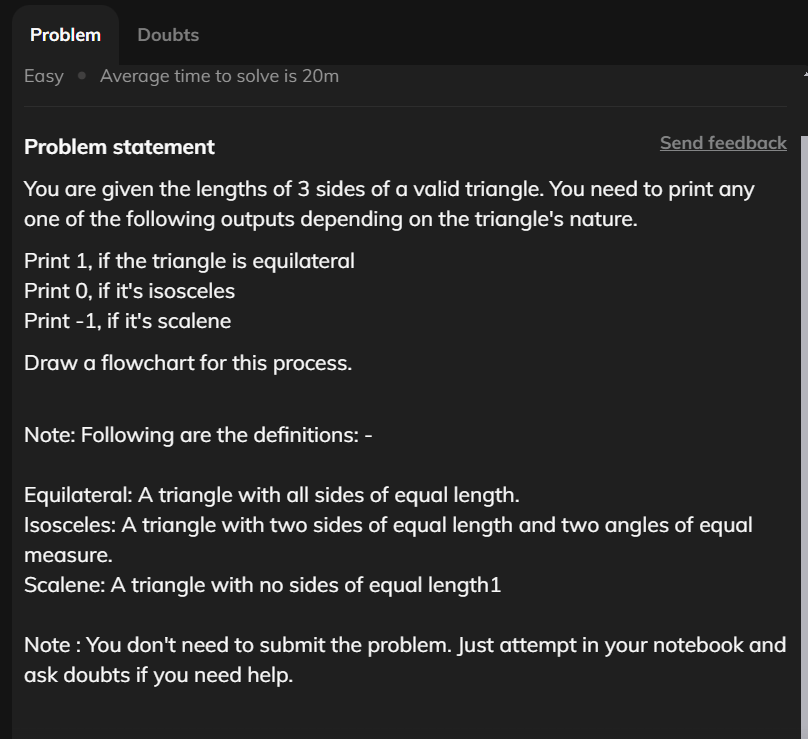 Problem Doubts
Easy • Average time to solve is 20m
Problem statement
Send feedback
You are given the lengths of 3 sides of a valid triangle. You need to print any
one of the following outputs depending on the triangle's nature.
Print 1, if the triangle is equilateral
Print 0, if it's isosceles
Print -1, if it's scalene
Draw a flowchart for this process.
Note: Following are the definitions: -
Equilateral: A triangle with all sides of equal length.
Isosceles: A triangle with two sides of equal length and two angles of equal
measure.
Scalene: A triangle with no sides of equal length1
Note : You don't need to submit the problem. Just attempt in your notebook and
ask doubts if you need help.